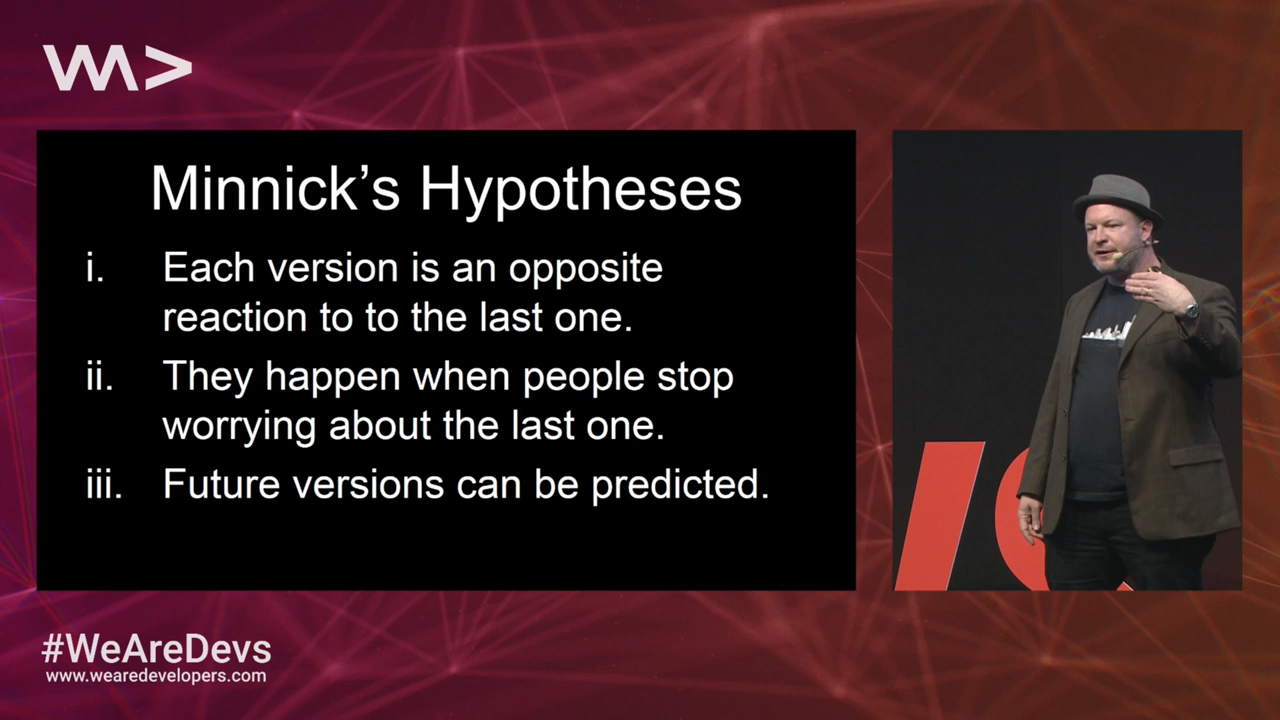 WA>
Minnick's Hypotheses
i. Each version is an opposite
reaction to to the last one.
ii. They happen when people stop
worrying about the last one.
iii. Future versions can be predicted.
#WeAreDevs
www.wearedevelopers.com